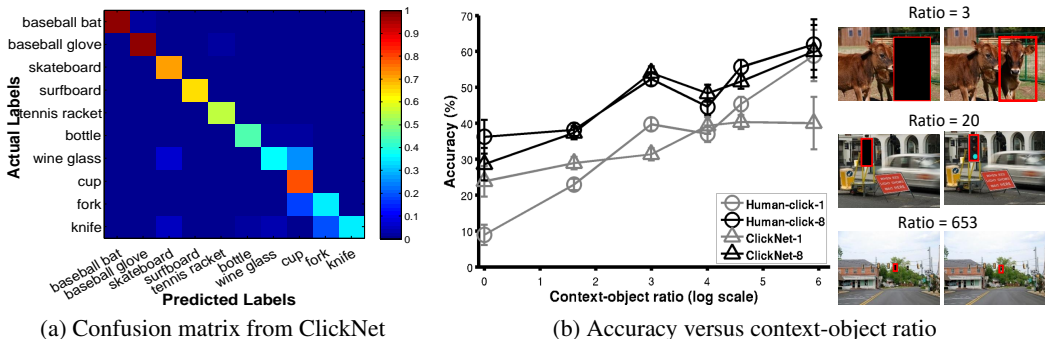 Actual Labels
baseball bat
baseball glove
skateboard
surfboard
tennis racket
bottle
wine glass
cup
fork
knife
baseball bat
baseball glove
skateboard
surfboard
tennis racket
bottle
wine glass
cup
fork
knife
Predicted Labels
1
0.9
0.8
0.7
0.6
0.5
0.4
0.3
0.2
0.1
0
(a) Confusion matrix from ClickNet
Accuracy (%)
70
60
50
40
30
20
10
0
0
1
2
3
4
5
6
Context-object ratio (log scale)
Human-click-1
Human-click-8
ClickNet-1
ClickNet-8
(b) Accuracy versus context-object ratio
Ratio = 3
Ratio = 20
Ratio = 653